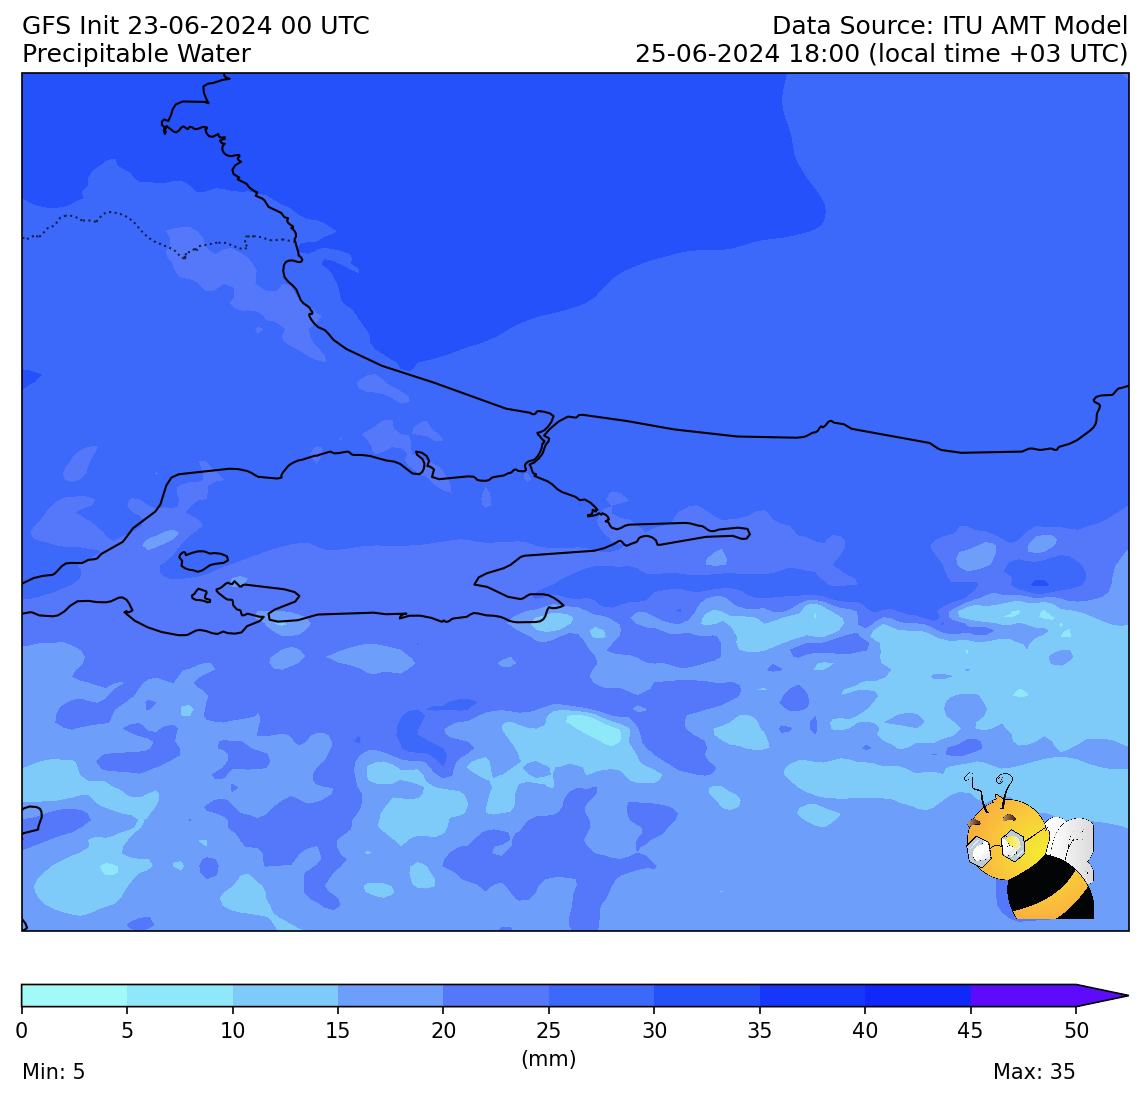 GFS Init 23-06-2024 00 UTC
Data Source: ITU AMT Model
Precipitable Water
25-06-2024 18:00 (local time +03 UTC)
0 5 10 15 20 25 30 35 40 45 50
(mm)
Min: 5
Max: 35